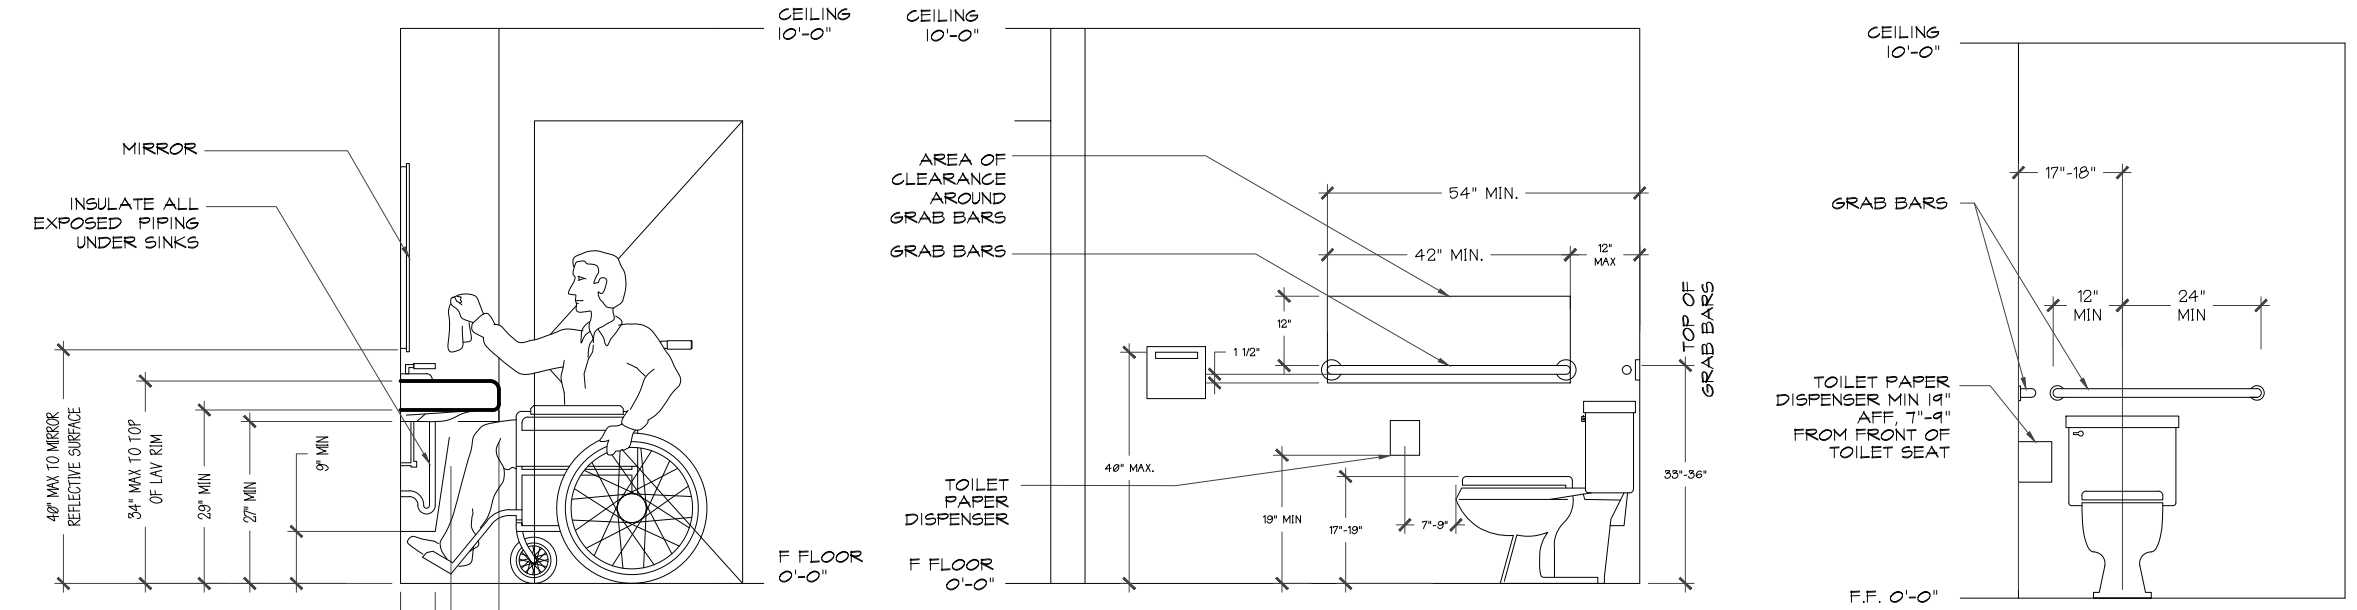 CEILING
10'-0"
MIRROR
INSULATE ALL
EXPOSED PIPING
UNDER SINKS
40" MAX TO MIRROR
REFLECTIVE SURFACE
34" MAX TO TOP
OF LAV RIM
29" MIN
27" MIN
9" MIN
F FLOOR
0'-0"
CEILING
10'-0"
AREA OF
CLEARANCE
AROUND
GRAB BARS
GRAB BARS
54" MIN.
42" MIN.
12"
MAX
12"
1 1/2"
TOP OF
GRAB BARS
40" MAX.
TOILET
PAPER
DISPENSER
19" MIN
17"-19"
7"-9"
33"-36"
F FLOOR
0'-0"
CEILING
10'-0"
17"-18"
GRAB BARS
12"
MIN
24"
MIN
TOILET PAPER
DISPENSER MIN 19"
AFF, 7"-9"
FROM FRONT OF
TOILET SEAT
F.F. 0'-0"